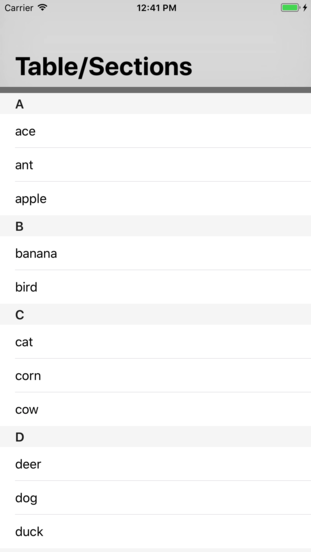 Carrier 12:41 PM
Table/Sections
A
ace
ant
apple
B
banana
bird
C
cat
corn
cow
D
deer
dog
duck